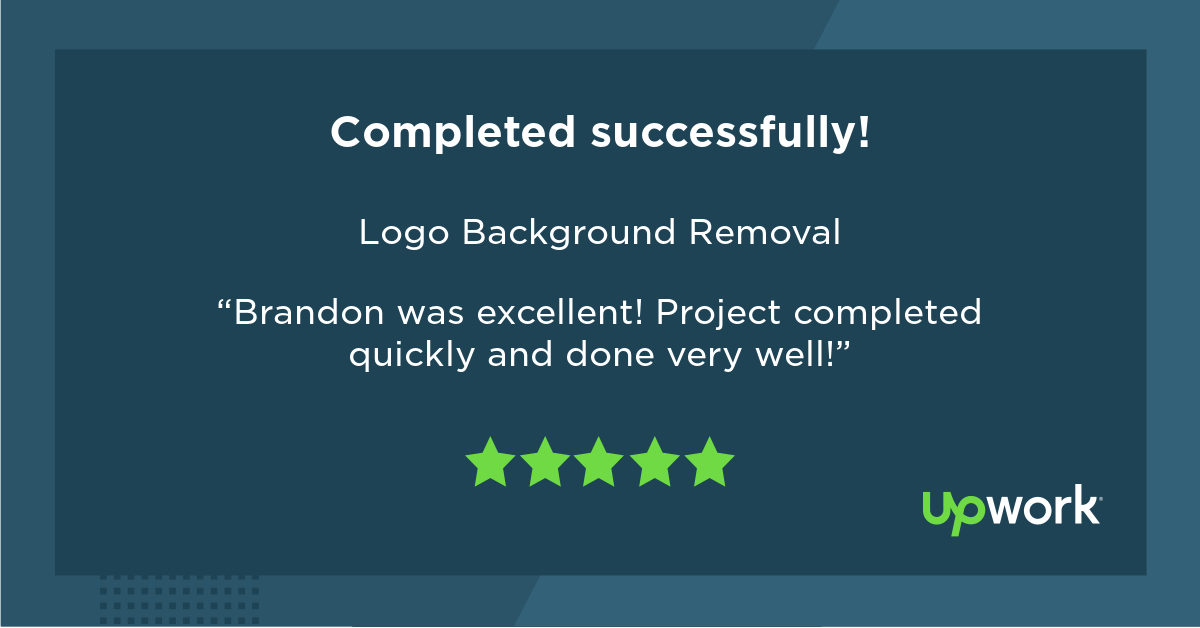 Completed successfully!
Logo Background Removal
“Brandon was excellent! Project completed
quickly and done very well!”
upwork®